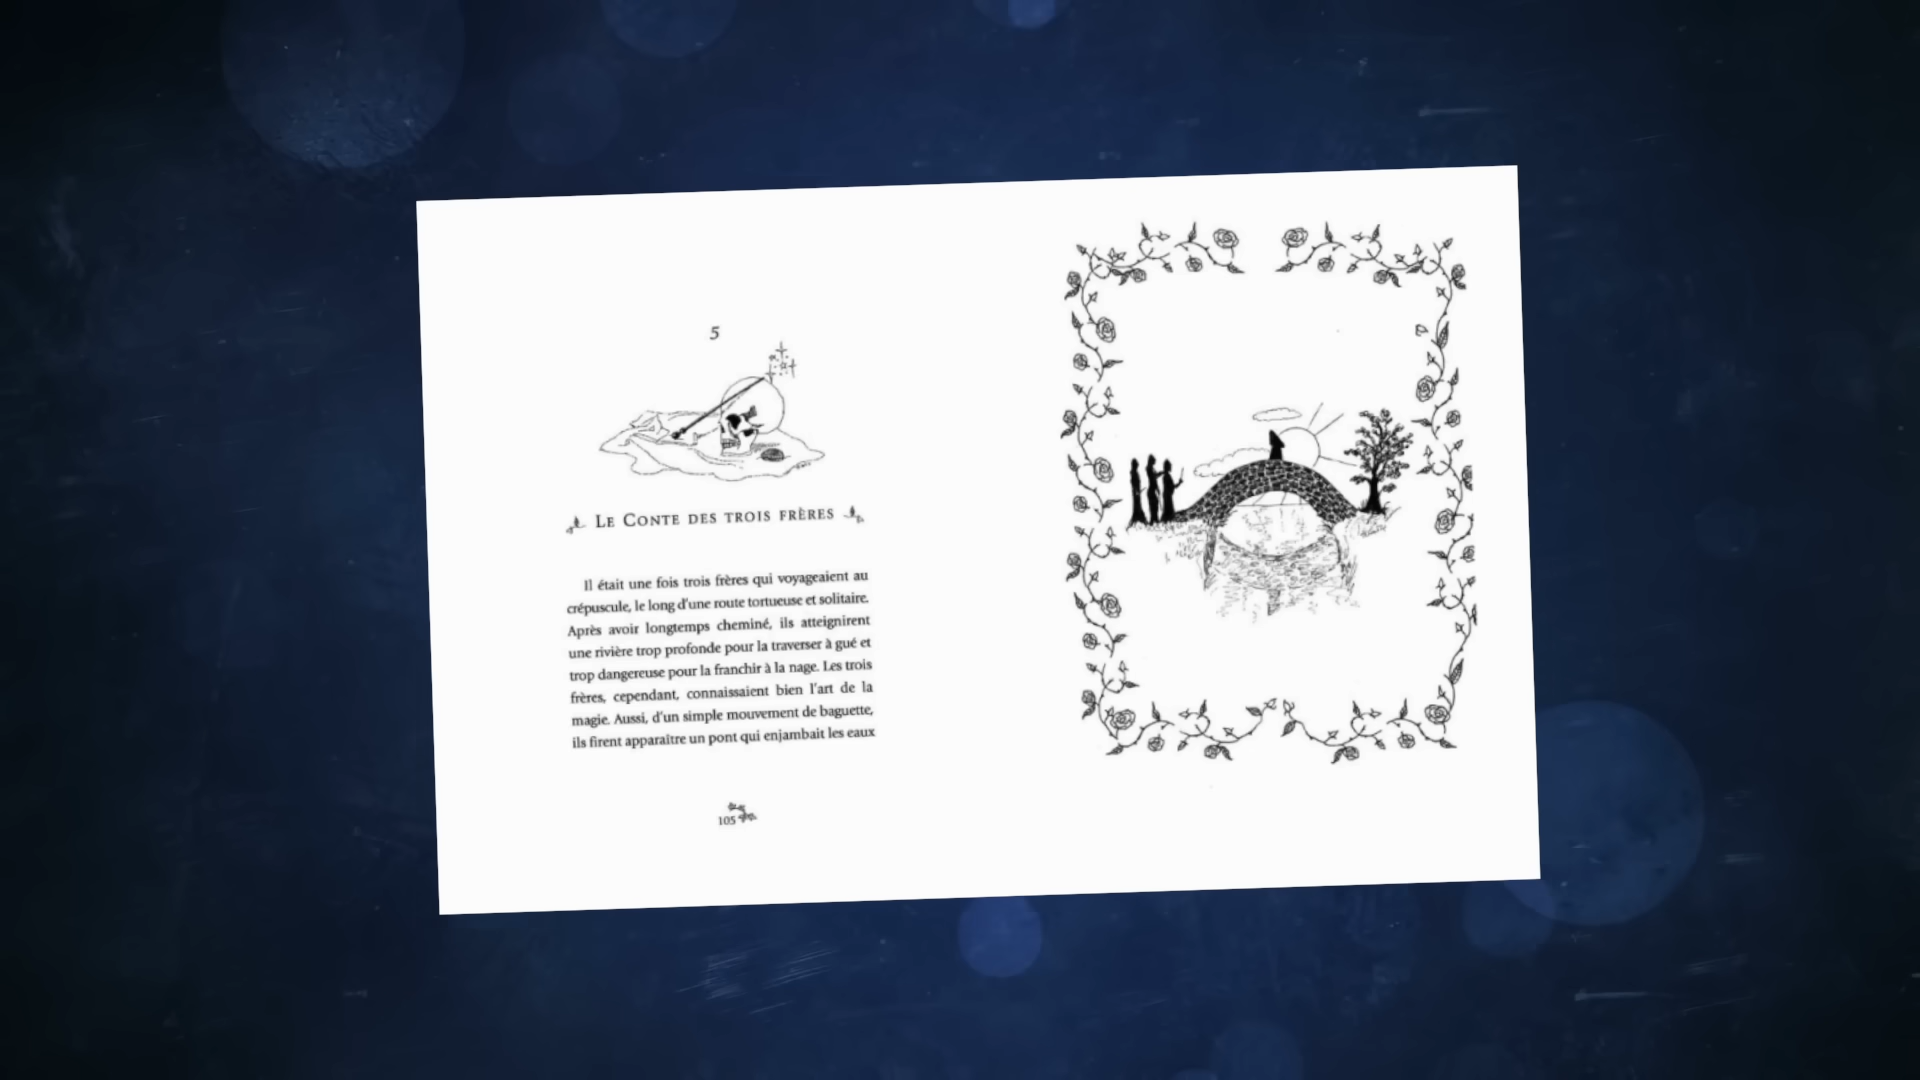 5
Le Conte des trois frères
Il était une fois trois frères qui voyageaient au
crépuscule, le long d'une route tortueuse et solitaire.
Après avoir longtemps cheminé, ils atteignirent
une rivière trop profonde pour la traverser à gué et
trop dangereuse pour la franchir à la nage. Les trois
frères, cependant, connaissaient bien l'art de la
magie. Aussi, d'un simple mouvement de baguette,
ils firent apparaître un pont qui enjambait les eaux
105